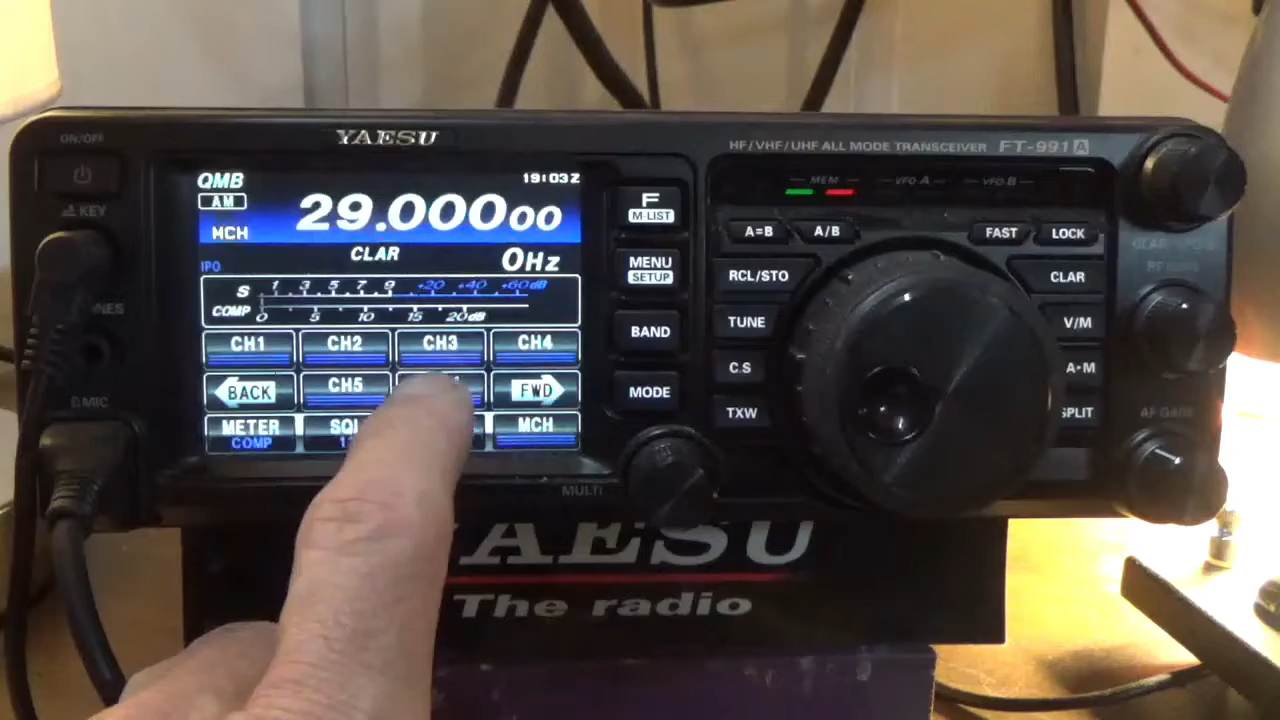 ON/OFF
YAESU
HF/VHF/UHF ALL MODE TRANSCEIVER FT-991A
QMB 19:03Z
AM
29.000 00
MCH
CLAR 0Hz
IPO
S 1 3 5 7 9 +20 +40 +60dB
COMP 0 5 10 15 20dB
CH1 CH2 CH3 CH4
BACK CH5 FWD
METER MCH
COMP
KEY
MIC
F
M-LIST
MENU
SETUP
BAND
MODE
MULTI
MEM VFO-A VFO-B
A=B A/B FAST LOCK
RCL/STO CLAR
TUNE V/M
C.S
TXW
AF GAIN
YAESU
The radio